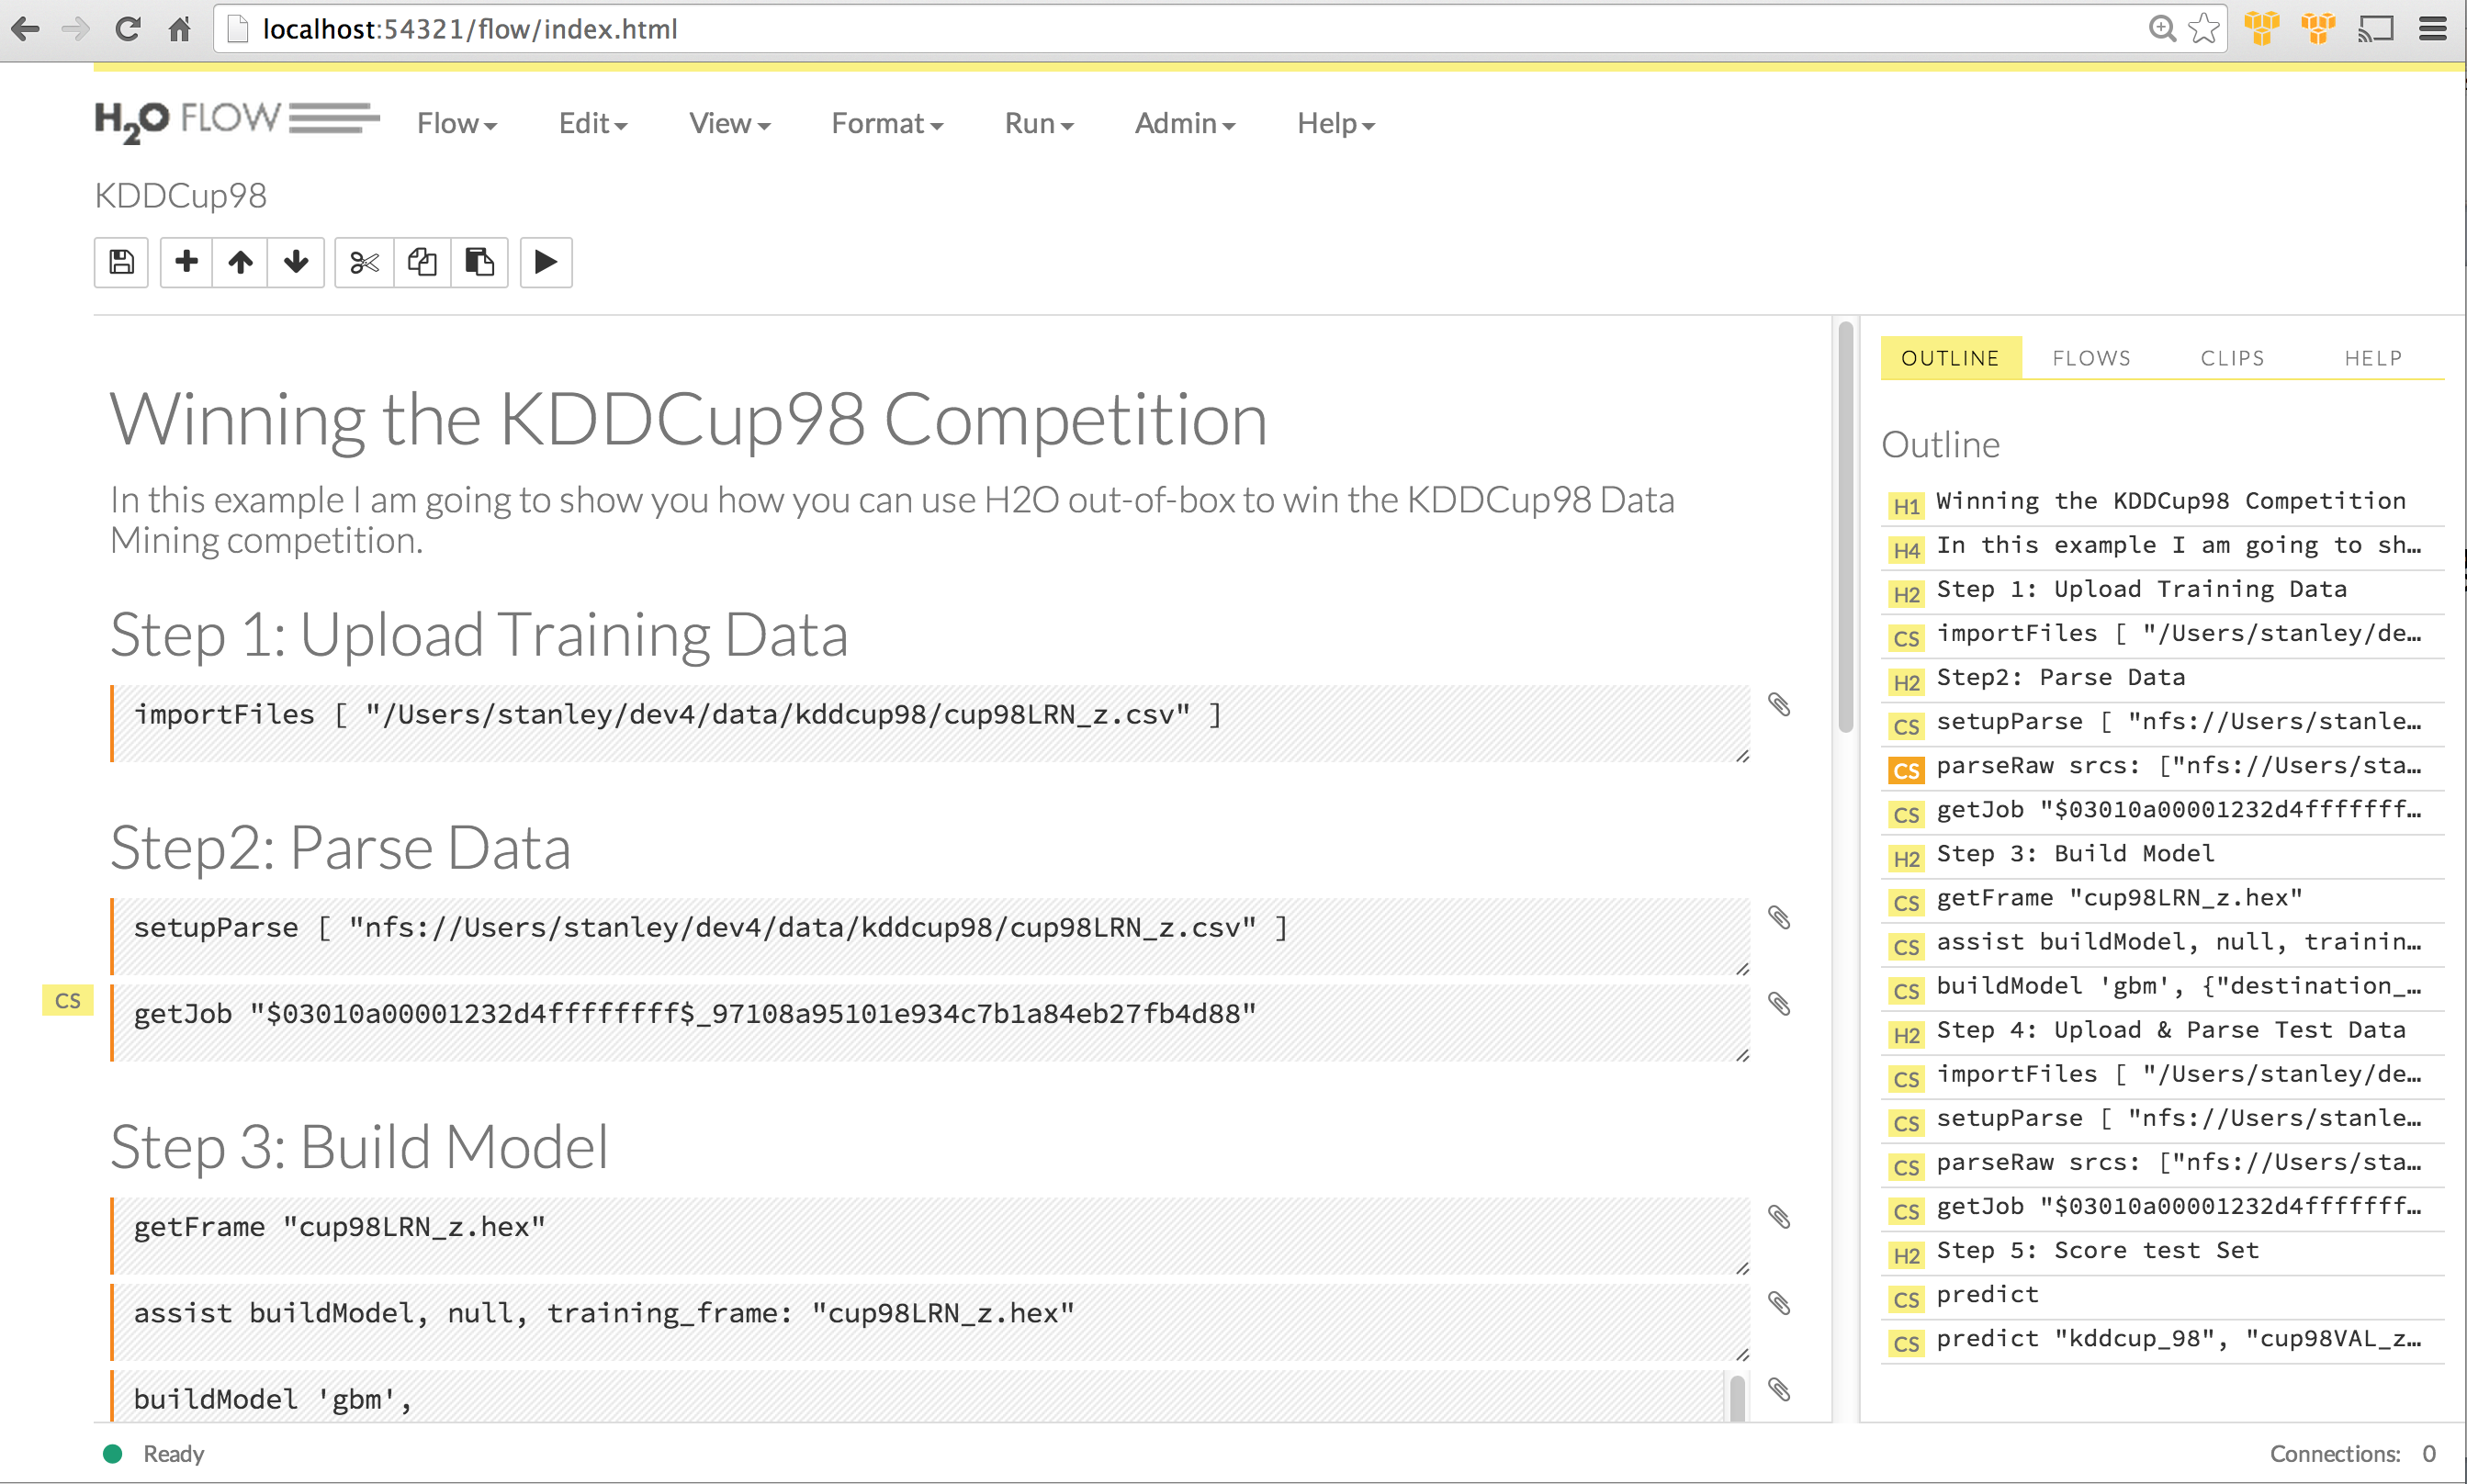 localhost:54321/flow/index.html
H2O FLOW
Flow Edit View Format Run Admin Help
KDDCup98
Winning the KDDCup98 Competition
In this example I am going to show you how you can use H2O out-of-box to win the KDDCup98 Data
Mining competition.
Step 1: Upload Training Data
importFiles [ "/Users/stanley/dev4/data/kddcup98/cup98LRN_z.csv" ]
Step2: Parse Data
setupParse [ "nfs://Users/stanley/dev4/data/kddcup98/cup98LRN_z.csv" ]
CS
getJob "$03010a00001232d4ffffffff$_97108a95101e934c7b1a84eb27fb4d88"
Step 3: Build Model
getFrame "cup98LRN_z.hex"
assist buildModel, null, training_frame: "cup98LRN_z.hex"
buildModel 'gbm',
OUTLINE FLOWS CLIPS HELP
Outline
H1 Winning the KDDCup98 Competition
H4 In this example I am going to sh…
H2 Step 1: Upload Training Data
CS importFiles [ "/Users/stanley/de…
H2 Step2: Parse Data
CS setupParse [ "nfs://Users/stanle…
CS parseRaw srcs: ["nfs://Users/sta…
CS getJob "$03010a00001232d4fffffff…
H2 Step 3: Build Model
CS getFrame "cup98LRN_z.hex"
CS assist buildModel, null, trainin…
CS buildModel 'gbm', {"destination_…
H2 Step 4: Upload & Parse Test Data
CS importFiles [ "/Users/stanley/de…
CS setupParse [ "nfs://Users/stanle…
CS parseRaw srcs: ["nfs://Users/sta…
CS getJob "$03010a00001232d4fffffff…
H2 Step 5: Score test Set
CS predict
CS predict "kddcup_98", "cup98VAL_z…
Ready
Connections: 0